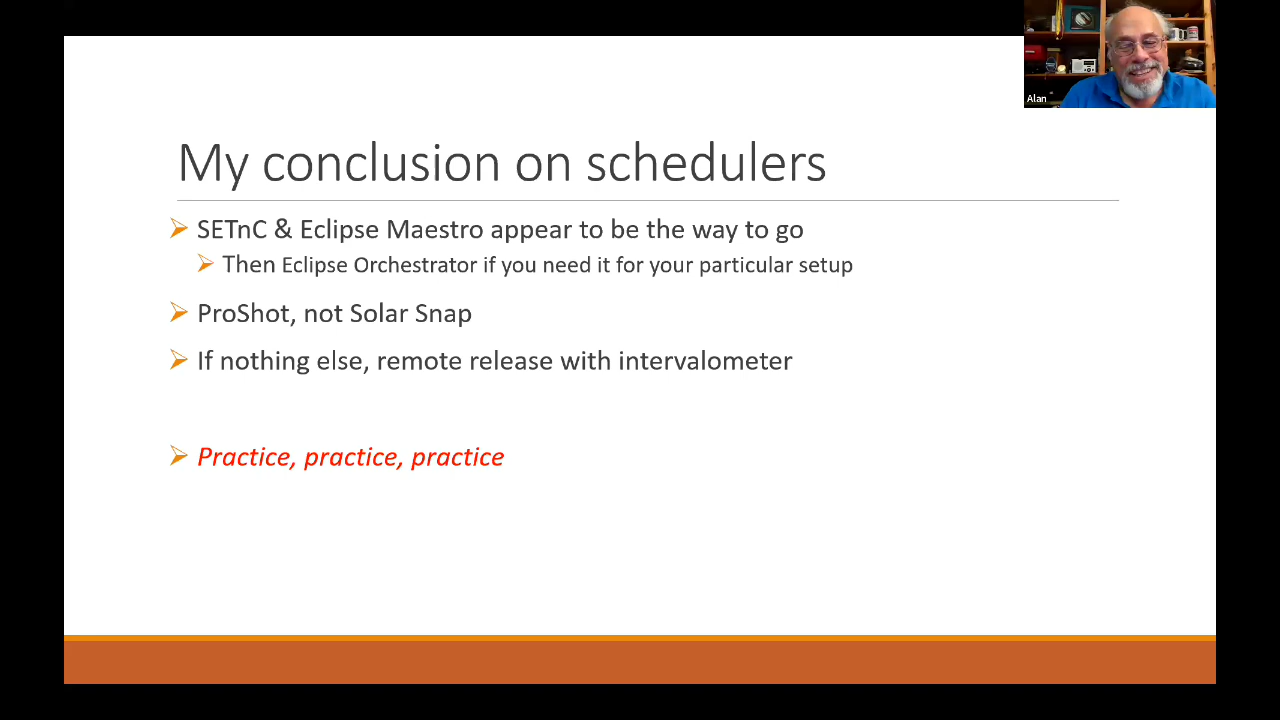 Alan
My conclusion on schedulers
SETnC & Eclipse Maestro appear to be the way to go
Then Eclipse Orchestrator if you need it for your particular setup
ProShot, not Solar Snap
If nothing else, remote release with intervalometer
Practice, practice, practice